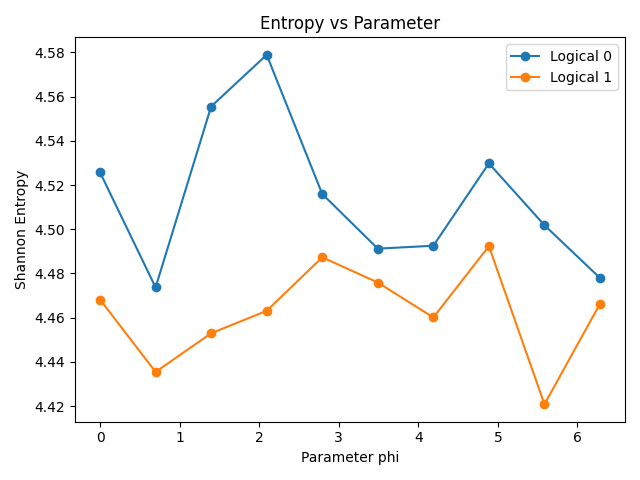 Entropy vs Parameter
Logical 0
Logical 1
Shannon Entropy
4.58
4.56
4.54
4.52
4.50
4.48
4.46
4.44
4.42
0 1 2 3 4 5 6
Parameter phi